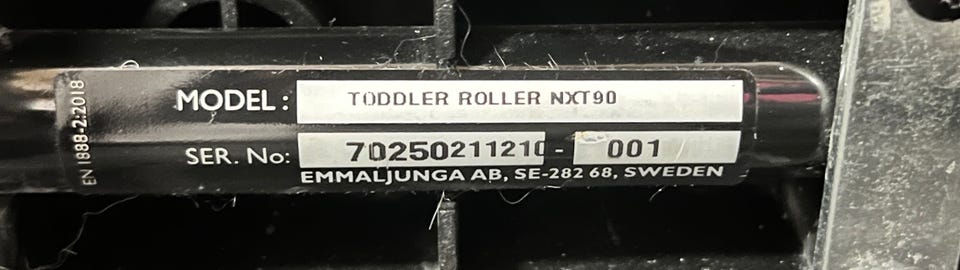 EN 1888-2:2018
MODEL: TODDLER ROLLER NXT90
SER. No: 70250211210 - 001
EMMALJUNGA AB, SE-282 68, SWEDEN